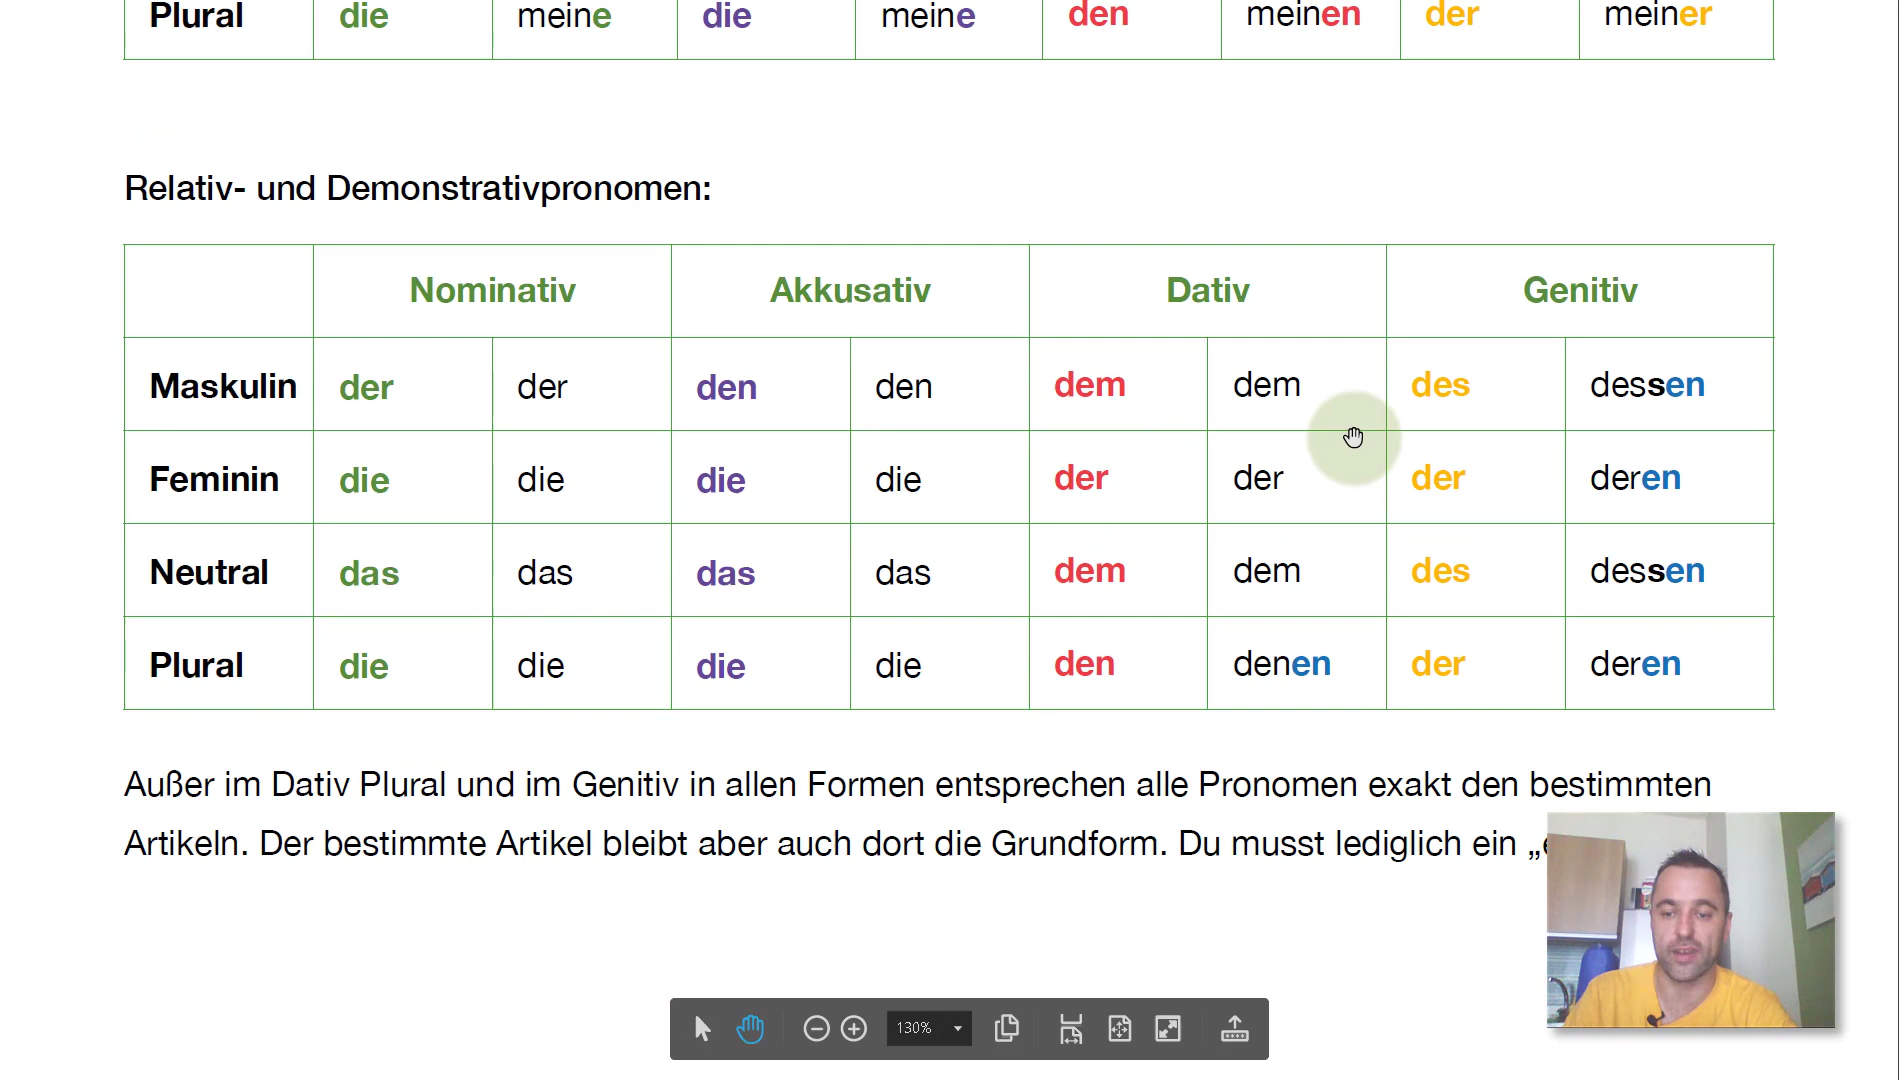 Plural die meine die meine den meinen der meiner
Relativ- und Demonstrativpronomen:
Nominativ Akkusativ Dativ Genitiv
Maskulin der der den den dem dem des dessen
Feminin die die die die der der der deren
Neutral das das das das dem dem des dessen
Plural die die die die den denen der deren
Außer im Dativ Plural und im Genitiv in allen Formen entsprechen alle Pronomen exakt den bestimmten
Artikeln. Der bestimmte Artikel bleibt aber auch dort die Grundform. Du musst lediglich ein
130%